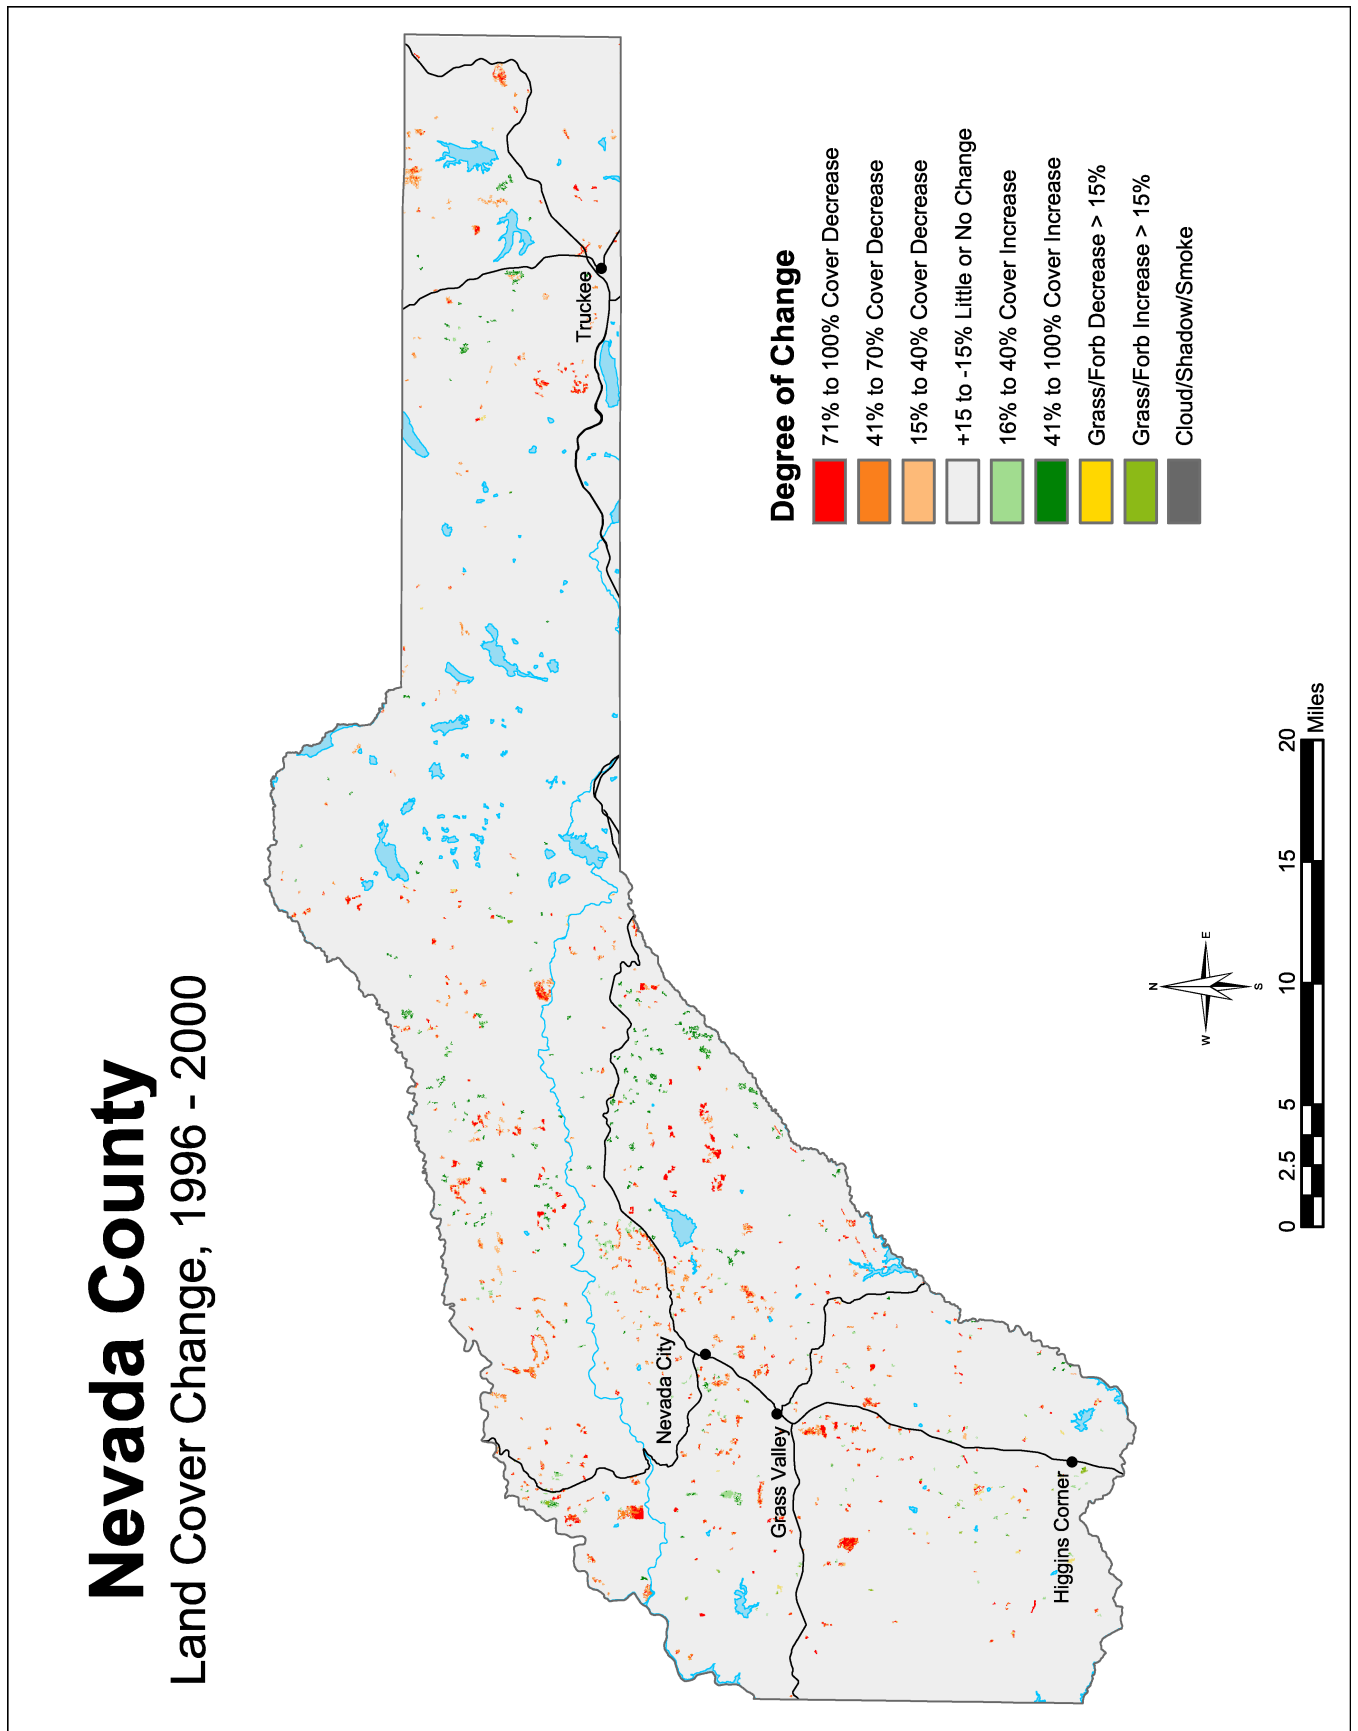 Nevada County
Land Cover Change, 1996 - 2000
Truckee
Nevada City
Grass Valley
Higgins Corner
Degree of Change
71% to 100% Cover Decrease
41% to 70% Cover Decrease
15% to 40% Cover Decrease
+15 to -15% Little or No Change
16% to 40% Cover Increase
41% to 100% Cover Increase
Grass/Forb Decrease > 15%
Grass/Forb Increase > 15%
Cloud/Shadow/Smoke
N
W E
S
0 2.5 5 10 15 20
Miles